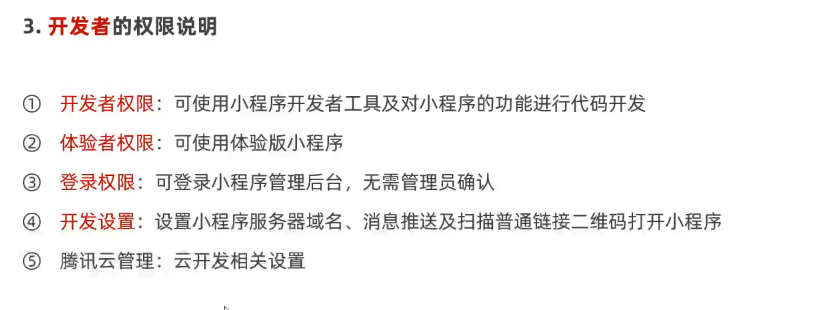 3. 开发者的权限说明
① 开发者权限：可使用小程序开发者工具及对小程序的功能进行代码开发
② 体验者权限：可使用体验版小程序
③ 登录权限：可登录小程序管理后台，无需管理员确认
④ 开发设置：设置小程序服务器域名、消息推送及扫描普通链接二维码打开小程序
⑤ 腾讯云管理：云开发相关设置